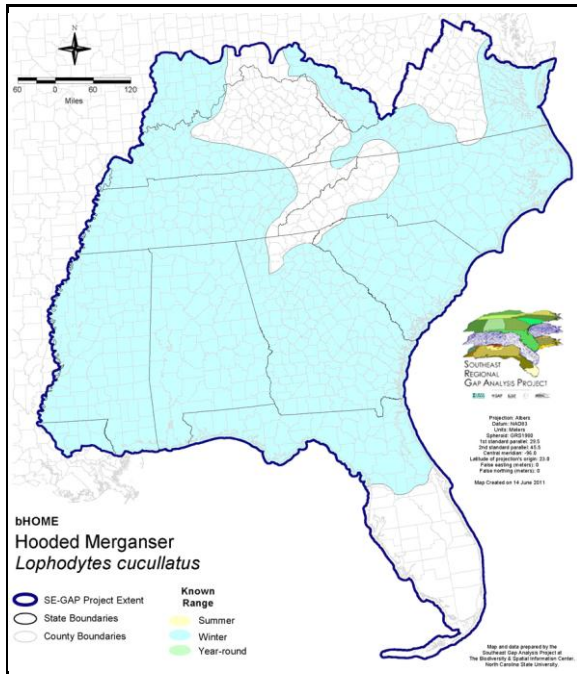 N
60 0 60 120
Miles
SOUTHEAST
REGIONAL
GAP ANALYSIS PROJECT
Projection: Albers
Datum: NAD83
Units: Meters
Spheroid: GRS1980
1st standard parallel: 29.5
2nd standard parallel: 45.5
Central meridian: -96.0
Latitude of projection's origin: 23.0
False easting (meters): 0
False northing (meters): 0
Map Created on 14 June 2011
bHOME
Hooded Merganser
Lophodytes cucullatus
SE-GAP Project Extent
State Boundaries
County Boundaries
Known
Range
Summer
Winter
Year-round
Map and data prepared by the
Southeast Gap Analysis Project at
The Biodiversity & Spatial Information Center,
North Carolina State University.